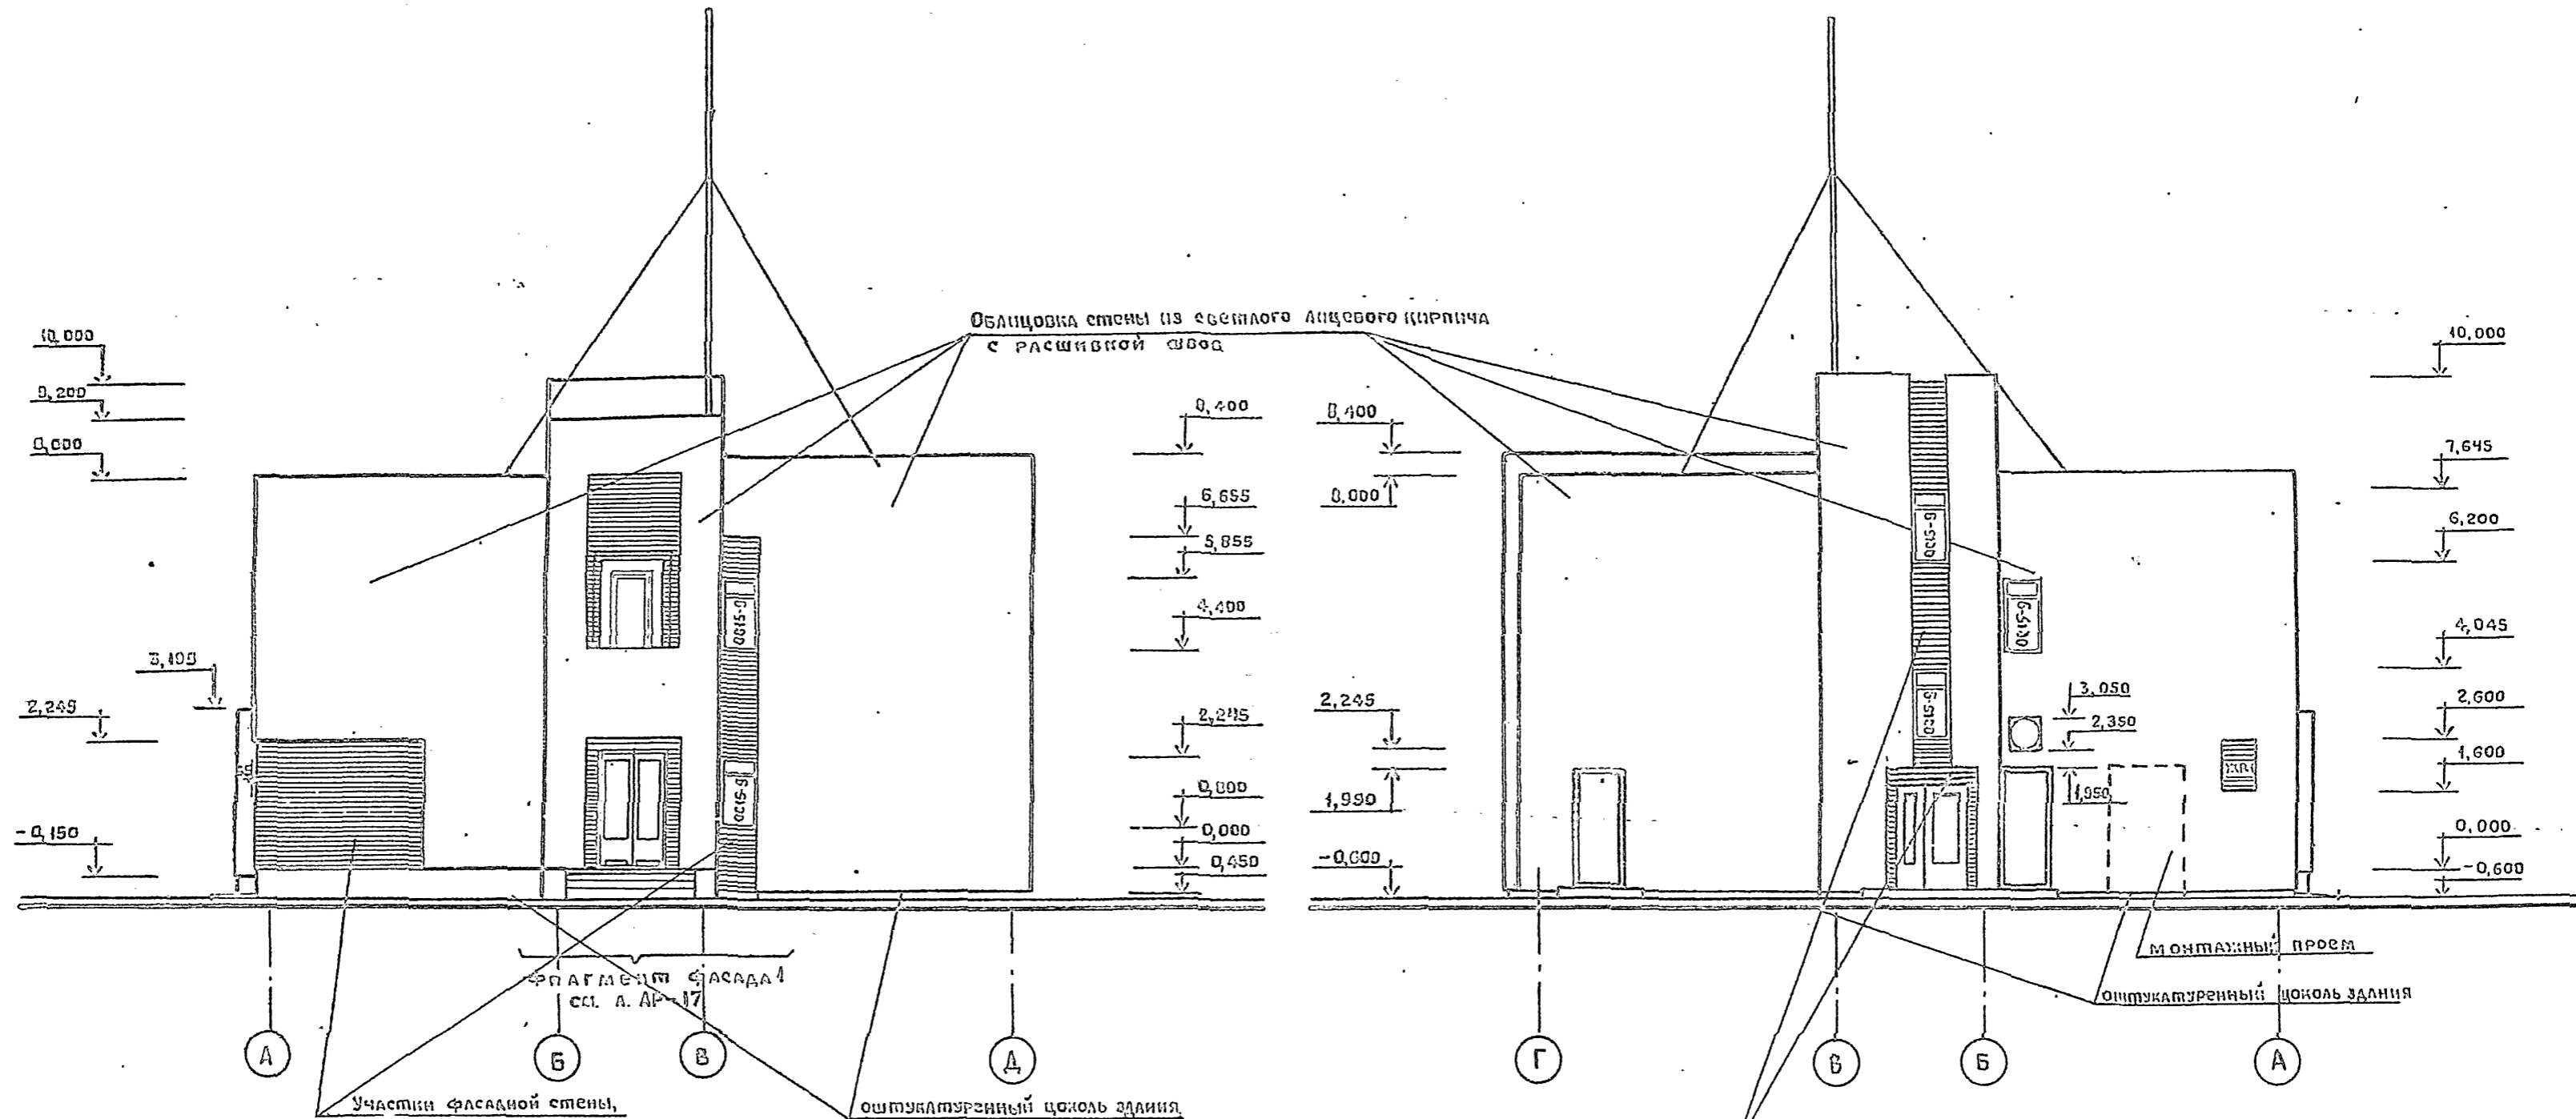 Облицовка стены из светлого лицевого кирпича
с расшивкой швов
10,000
9,200
8,000
3,195
2,245
-0,150
8,400
6,655
5,855
4,400
2,245
0,800
0,000
0,450
ОС15-9
ОС15-9
Фрагмент фасада 1
см. л. АР-17
А
Б
В
Д
Участки фасадной стены,
оштукатуренный цоколь здания
8,400
8,000
2,245
1,990
-0,600
ОС15-9
ОС15-9
ОС15-9
3,050
2,350
1,950
10,000
7,645
6,200
4,045
2,600
1,600
0,000
-0,600
монтажный проем
оштукатуренный цоколь здания
Г
В
Б
А